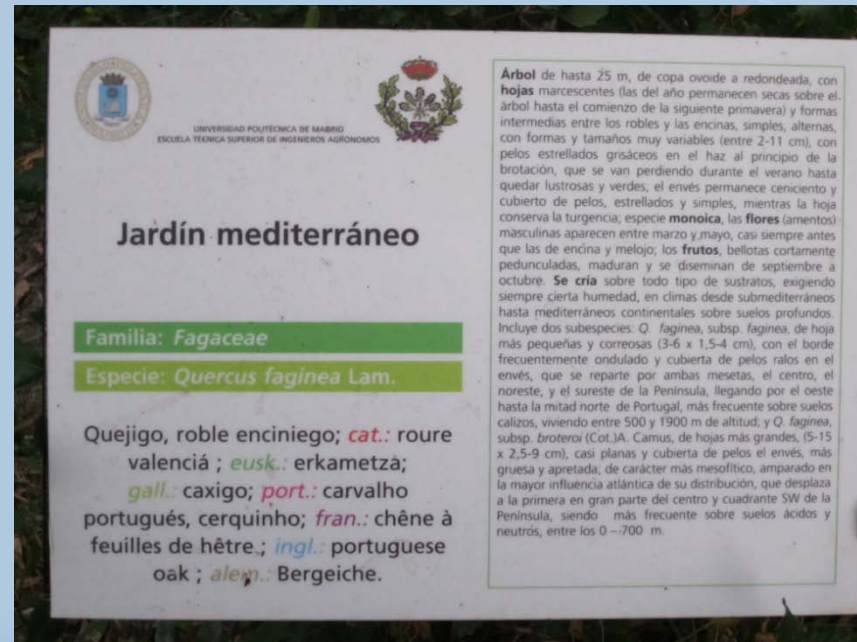 UNIVERSIDAD POLITÉCNICA DE MADRID
ESCUELA TÉCNICA SUPERIOR DE INGENIEROS AGRÓNOMOS
Jardín mediterráneo
Familia: Fagaceae
Especie: Quercus faginea Lam.
Quejigo, roble enciniego; cat.: roure
valenciá ; eusk.: erkametza;
gall.: caxigo; port.: carvalho
portugués, cerquinho; fran.: chêne à
feuilles de hêtre.; ingl.: portuguese
oak ; alem.: Bergeiche.
Árbol de hasta 25 m, de copa ovoide a redondeada, con
hojas marcescentes (las del año permanecen secas sobre el
árbol hasta el comienzo de la siguiente primavera) y formas
intermedias entre los robles y las encinas, simples, alternas,
con formas y tamaños muy variables (entre 2-11 cm), con
pelos estrellados grisáceos en el haz al principio de la
brotación, que se van perdiendo durante el verano hasta
quedar lustrosas y verdes; el envés permanece ceniciento y
cubierto de pelos, estrellados y simples, mientras la hoja
conserva la turgencia; especie monoica, las flores (amentos)
masculinas aparecen entre marzo y mayo, casi siempre antes
que las de encina y melojo; los frutos, bellotas cortamente
pedunculadas, maduran y se diseminan de septiembre a
octubre. Se cría sobre todo tipo de sustratos, exigiendo
siempre cierta humedad, en climas desde submediterráneos
hasta mediterráneos continentales sobre suelos profundos.
Incluye dos subespecies: Q. faginea, subsp. faginea, de hoja
más pequeñas y correosas (3-6 x 1,5-4 cm), con el borde
frecuentemente ondulado y cubierta de pelos ralos en el
envés, que se reparte por ambas mesetas, el centro, el
noreste, y el sureste de la Península, llegando por el oeste
hasta la mitad norte de Portugal, más frecuente sobre suelos
calizos, viviendo entre 500 y 1900 m de altitud; y Q. faginea,
subsp. broteroi (Cot.)A. Camus, de hojas más grandes, (5-15
x 2,5-9 cm), casi planas y cubierta de pelos el envés, más
gruesa y apretada; de carácter más mesofítico, amparado en
la mayor influencia atlántica de su distribución, que desplaza
a la primera en gran parte del centro y cuadrante SW de la
Península, siendo más frecuente sobre suelos ácidos y
neutros, entre los 0 – 700 m.